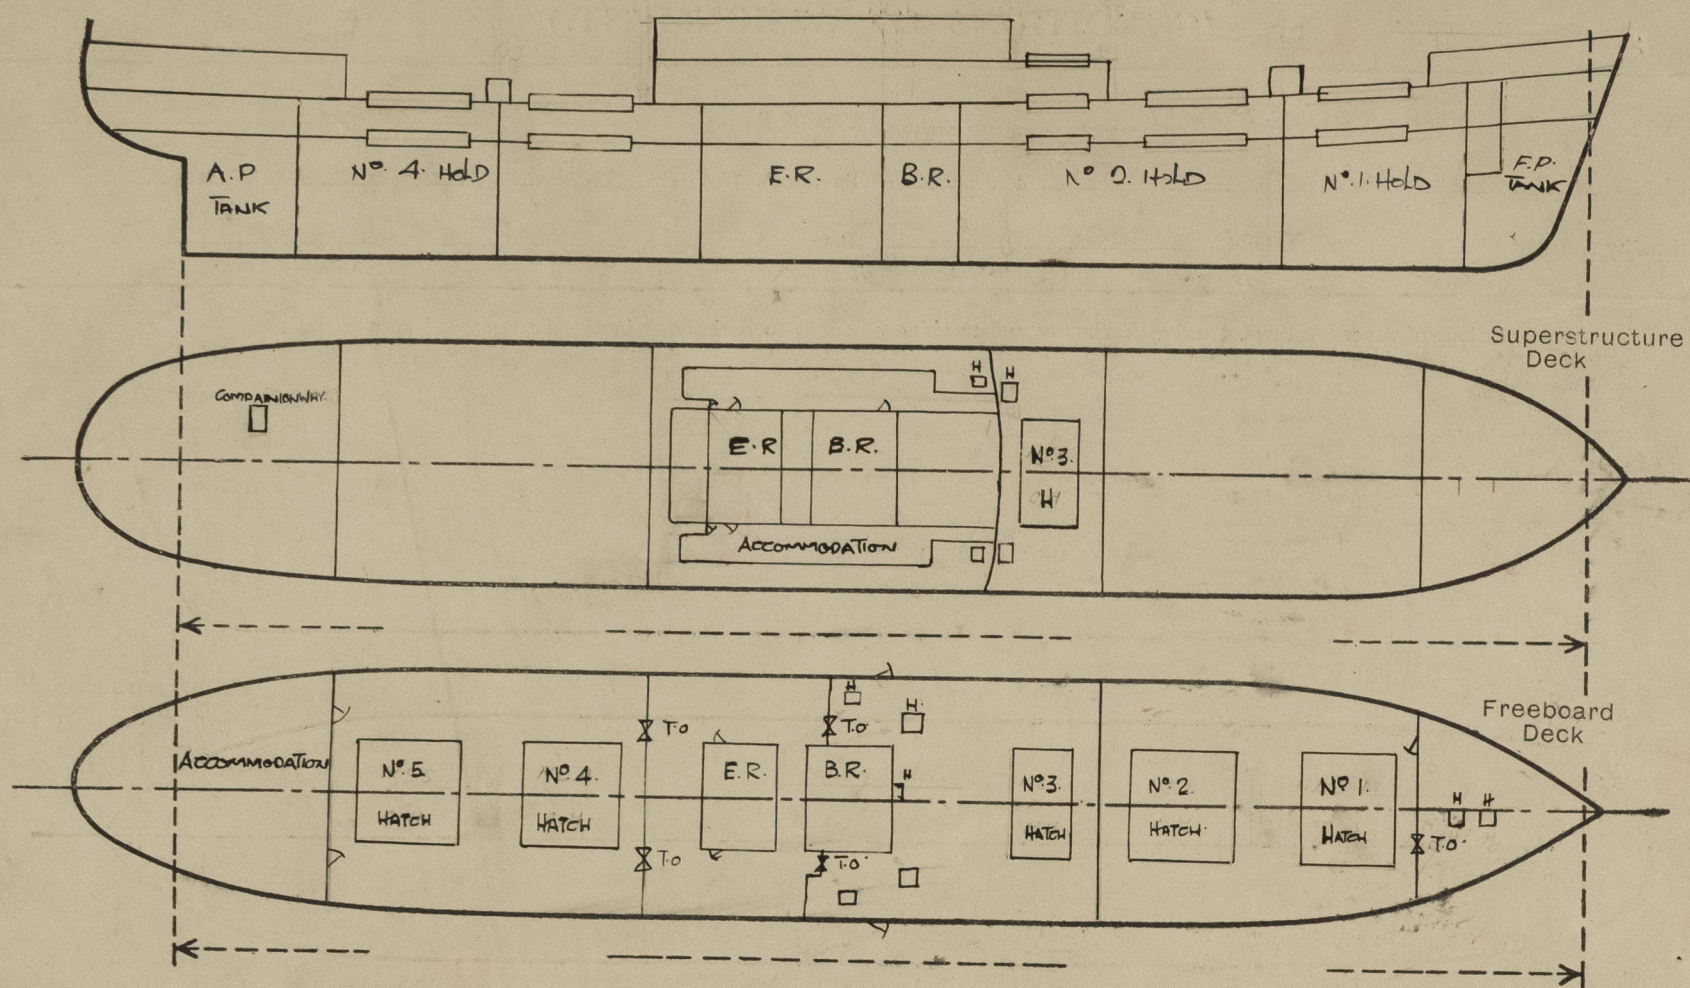 A.P
TANK
Nº. 4. HOLD
E.R.
B.R.
Nº 2. HOLD
Nº.1. HOLD
F.P.
TANK
Superstructure
Deck
COMPANIONWAY
H
H
E.R
B.R.
Nº.3.
H
ACCOMMODATION
Freeboard
Deck
H
H.
T.O
T.O
ACCOMMODATION
Nº.5.
HATCH
Nº.4.
HATCH
E.R.
B.R.
H
Nº.3.
HATCH
Nº.2.
HATCH.
Nº 1.
HATCH
H
H
T.O
T.O.
T.O.